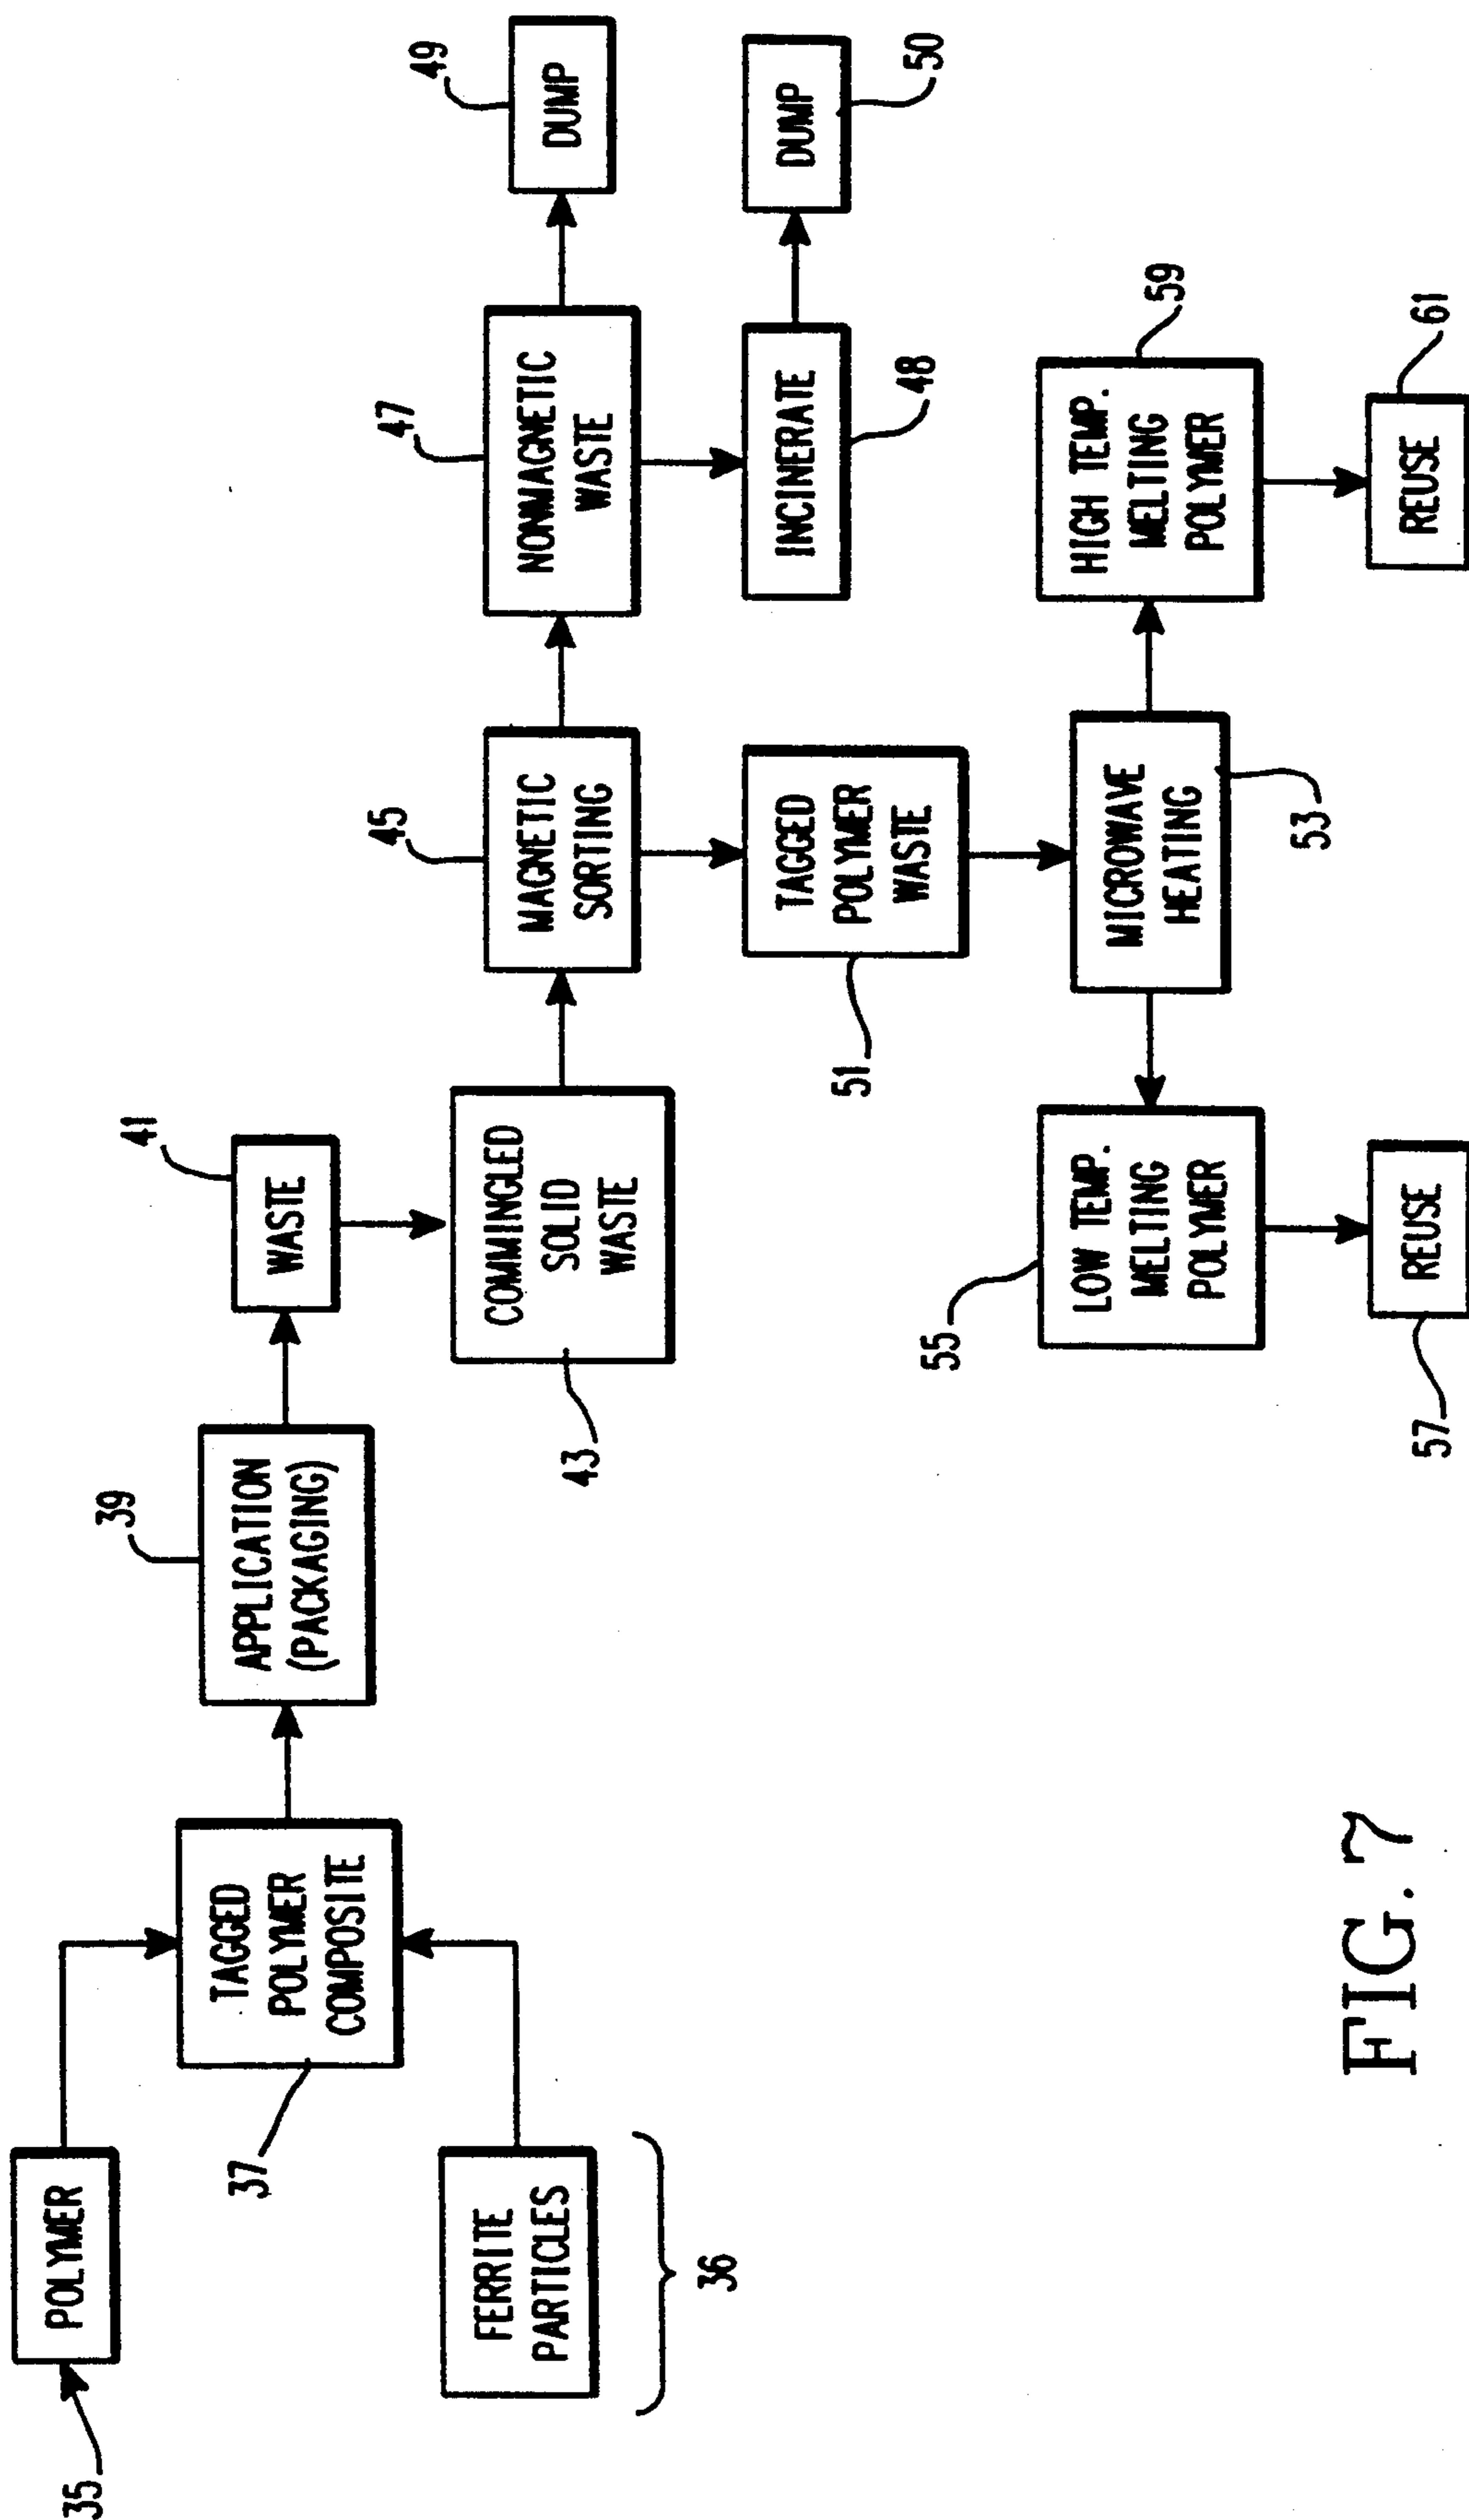 35
POLYMER
FERRITE
PARTICLES
36
37
TAGGED
POLYMER
COMPOSITE
39
APPLICATION
(PACKAGING)
41
WASTE
43
COMMINGLED
SOLID
WASTE
45
MAGNETIC
SORTING
47
NONMAGNETIC
WASTE
49
DUMP
INCINERATE
48
DUMP
50
TAGGED
POLYMER
WASTE
51
MICROWAVE
HEATING
53
55
LOW TEMP.
MELTING
POLYMER
57
REUSE
HIGH TEMP.
MELTING
POLYMER
59
REUSE
61
FIG. 7